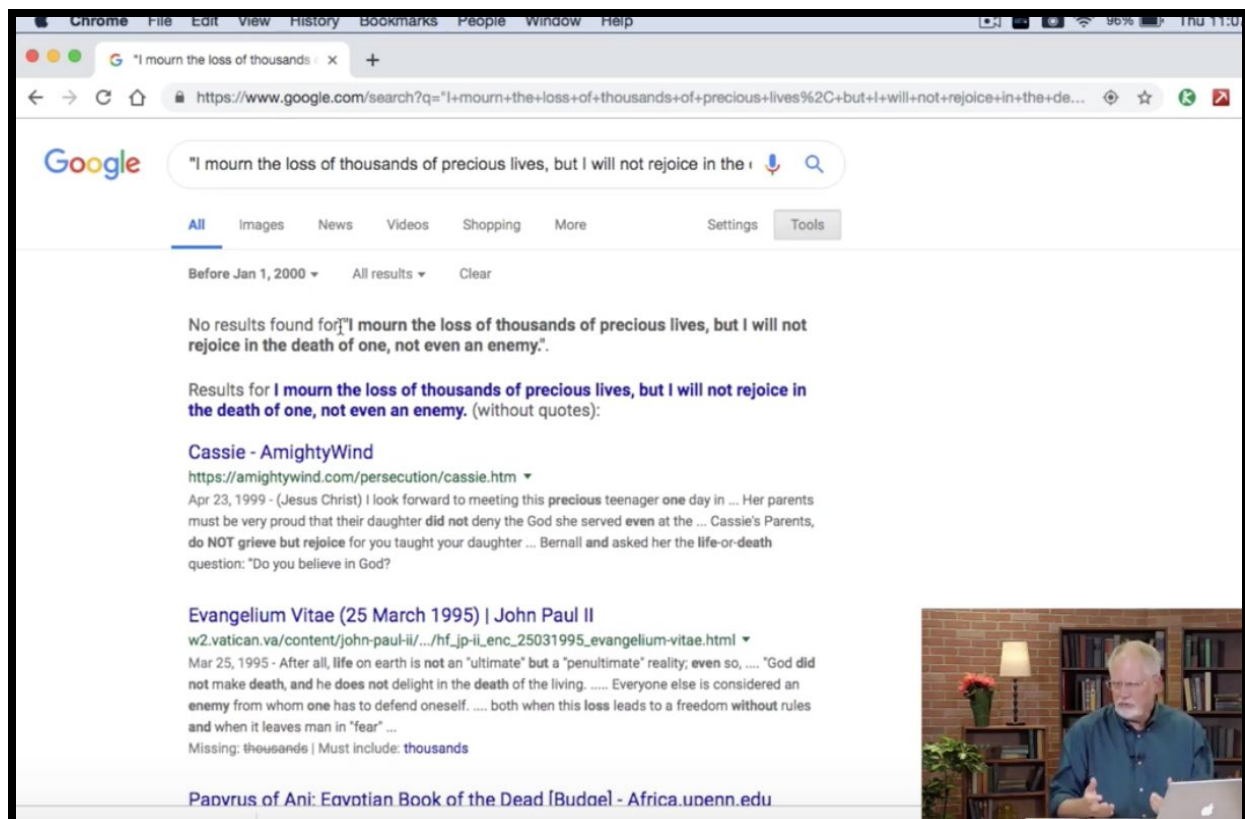 Chrome File Edit View History Bookmarks People Window Help 96% Thu
"I mourn the loss of thousands
https://www.google.com/search?q="I+mourn+the+loss+of+thousands+of+precious+lives%2C+but+I+will+not+rejoice+in+the+de...
Google "I mourn the loss of thousands of precious lives, but I will not rejoice in the
All Images News Videos Shopping More Settings Tools
Before Jan 1, 2000 All results Clear
No results found for "I mourn the loss of thousands of precious lives, but I will not
rejoice in the death of one, not even an enemy.".
Results for I mourn the loss of thousands of precious lives, but I will not rejoice in
the death of one, not even an enemy. (without quotes):
Cassie - AmightyWind
https://amightywind.com/persecution/cassie.htm
Apr 23, 1999 - (Jesus Christ) I look forward to meeting this precious teenager one day in ... Her parents
must be very proud that their daughter did not deny the God she served even at the ... Cassie's Parents,
do NOT grieve but rejoice for you taught your daughter ... Bernall and asked her the life-or-death
question: "Do you believe in God?
Evangelium Vitae (25 March 1995) | John Paul II
w2.vatican.va/content/john-paul-ii/.../hf_jp-ii_enc_25031995_evangelium-vitae.html
Mar 25, 1995 - After all, life on earth is not an "ultimate" but a "penultimate" reality; even so, .... "God did
not make death, and he does not delight in the death of the living. ..... Everyone else is considered an
enemy from whom one has to defend oneself. .... both when this loss leads to a freedom without rules
and when it leaves man in "fear" ...
Missing: thousands | Must include: thousands
Papyrus of Ani: Egyptian Book of the Dead [Budge] - Africa.upenn.edu